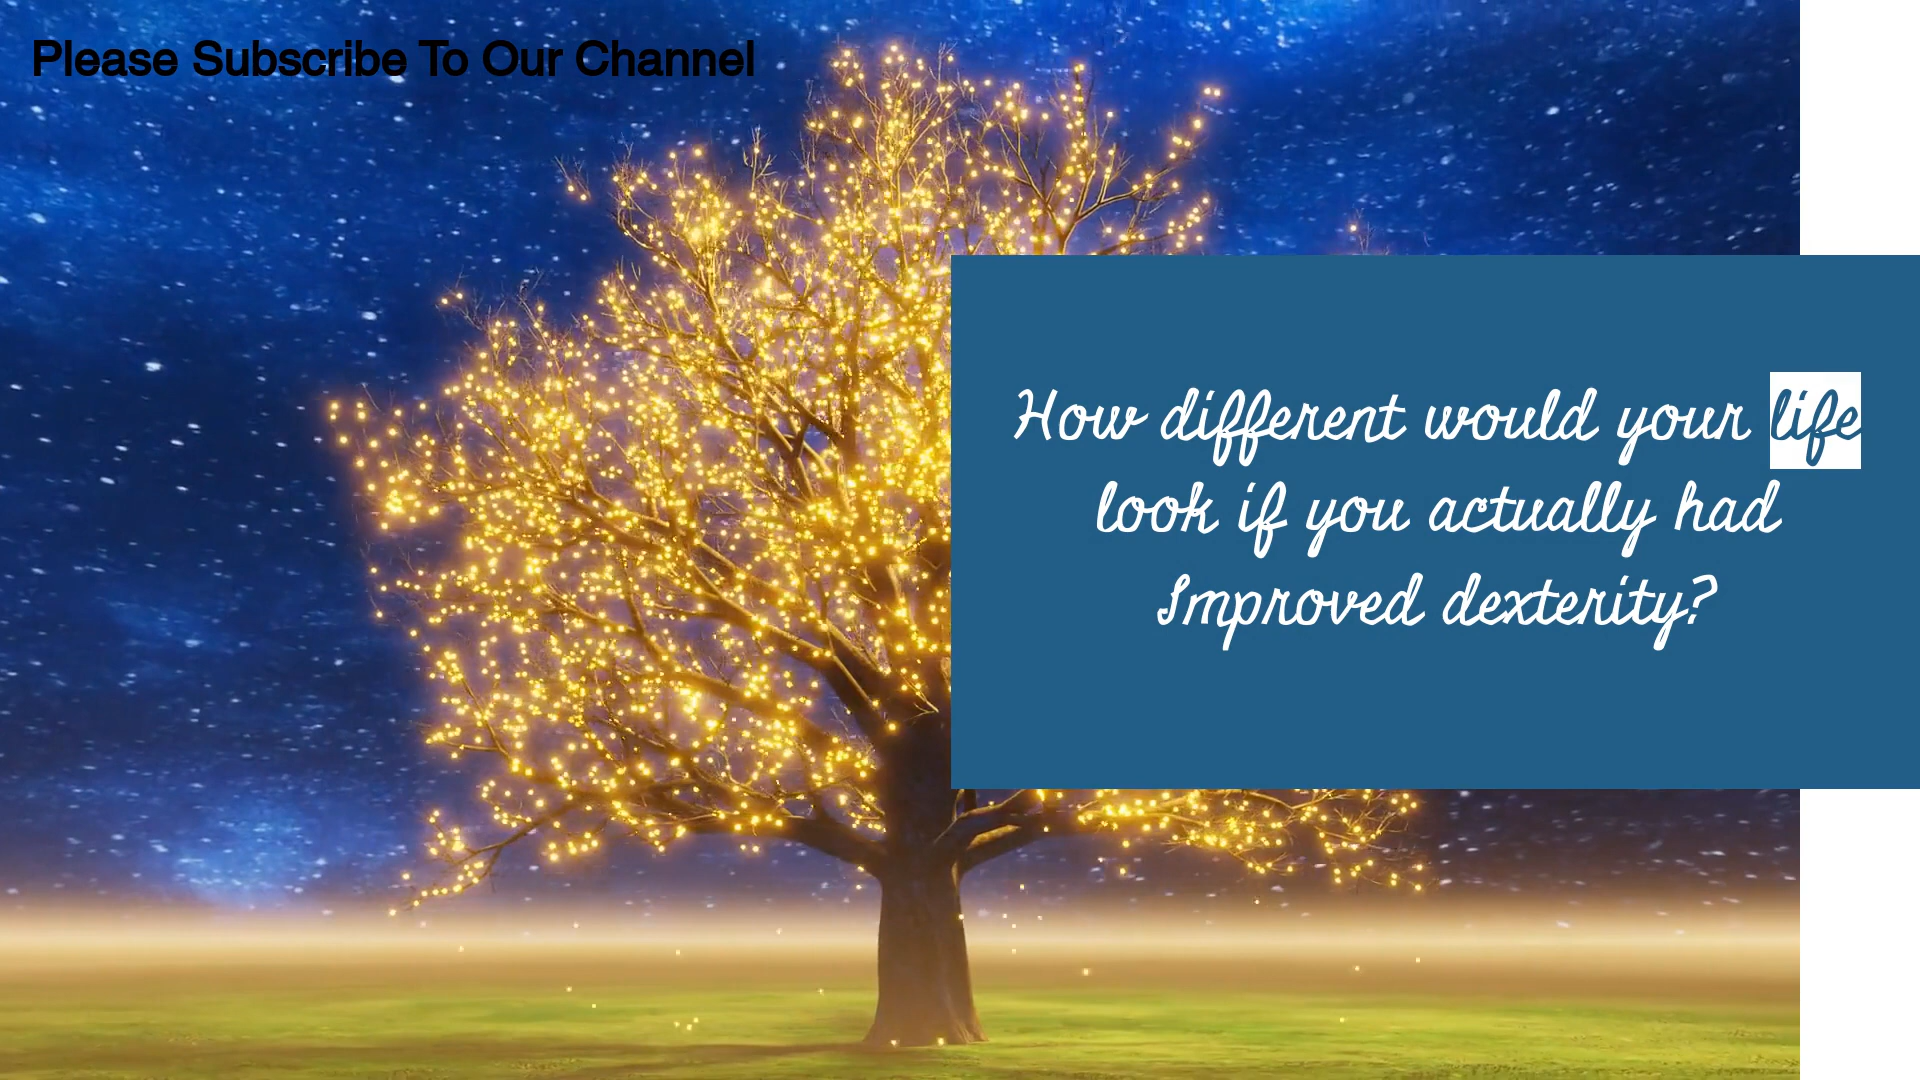 Please Subscribe To Our Channel
How different would your life
look if you actually had
Improved dexterity?